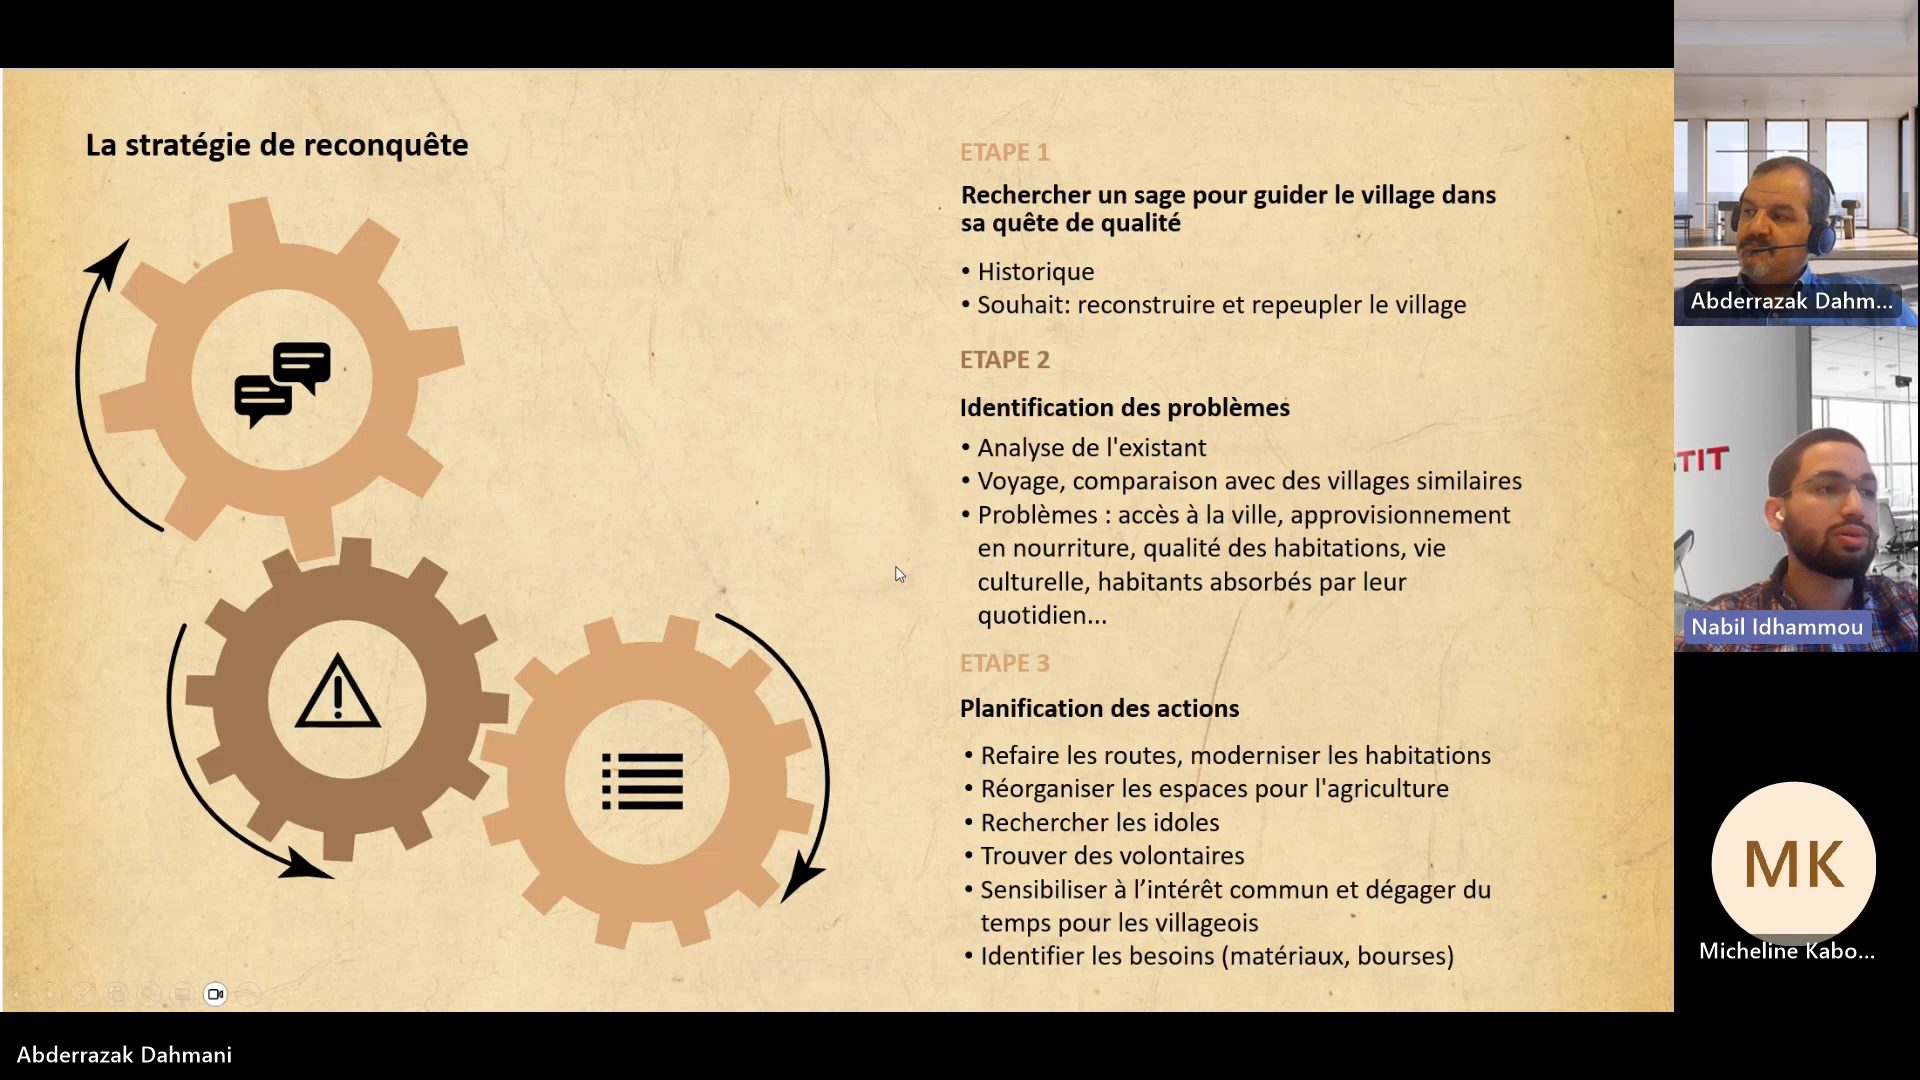 La stratégie de reconquête
ETAPE 1
Rechercher un sage pour guider le village dans
sa quête de qualité
• Historique
• Souhait: reconstruire et repeupler le village
ETAPE 2
Identification des problèmes
• Analyse de l'existant
• Voyage, comparaison avec des villages similaires
• Problèmes : accès à la ville, approvisionnement
en nourriture, qualité des habitations, vie
culturelle, habitants absorbés par leur
quotidien...
ETAPE 3
Planification des actions
• Refaire les routes, moderniser les habitations
• Réorganiser les espaces pour l'agriculture
• Rechercher les idoles
• Trouver des volontaires
• Sensibiliser à l’intérêt commun et dégager du
temps pour les villageois
• Identifier les besoins (matériaux, bourses)
Abderrazak Dahm...
TIT
Nabil Idhammou
MK
Micheline Kabo...
Abderrazak Dahmani